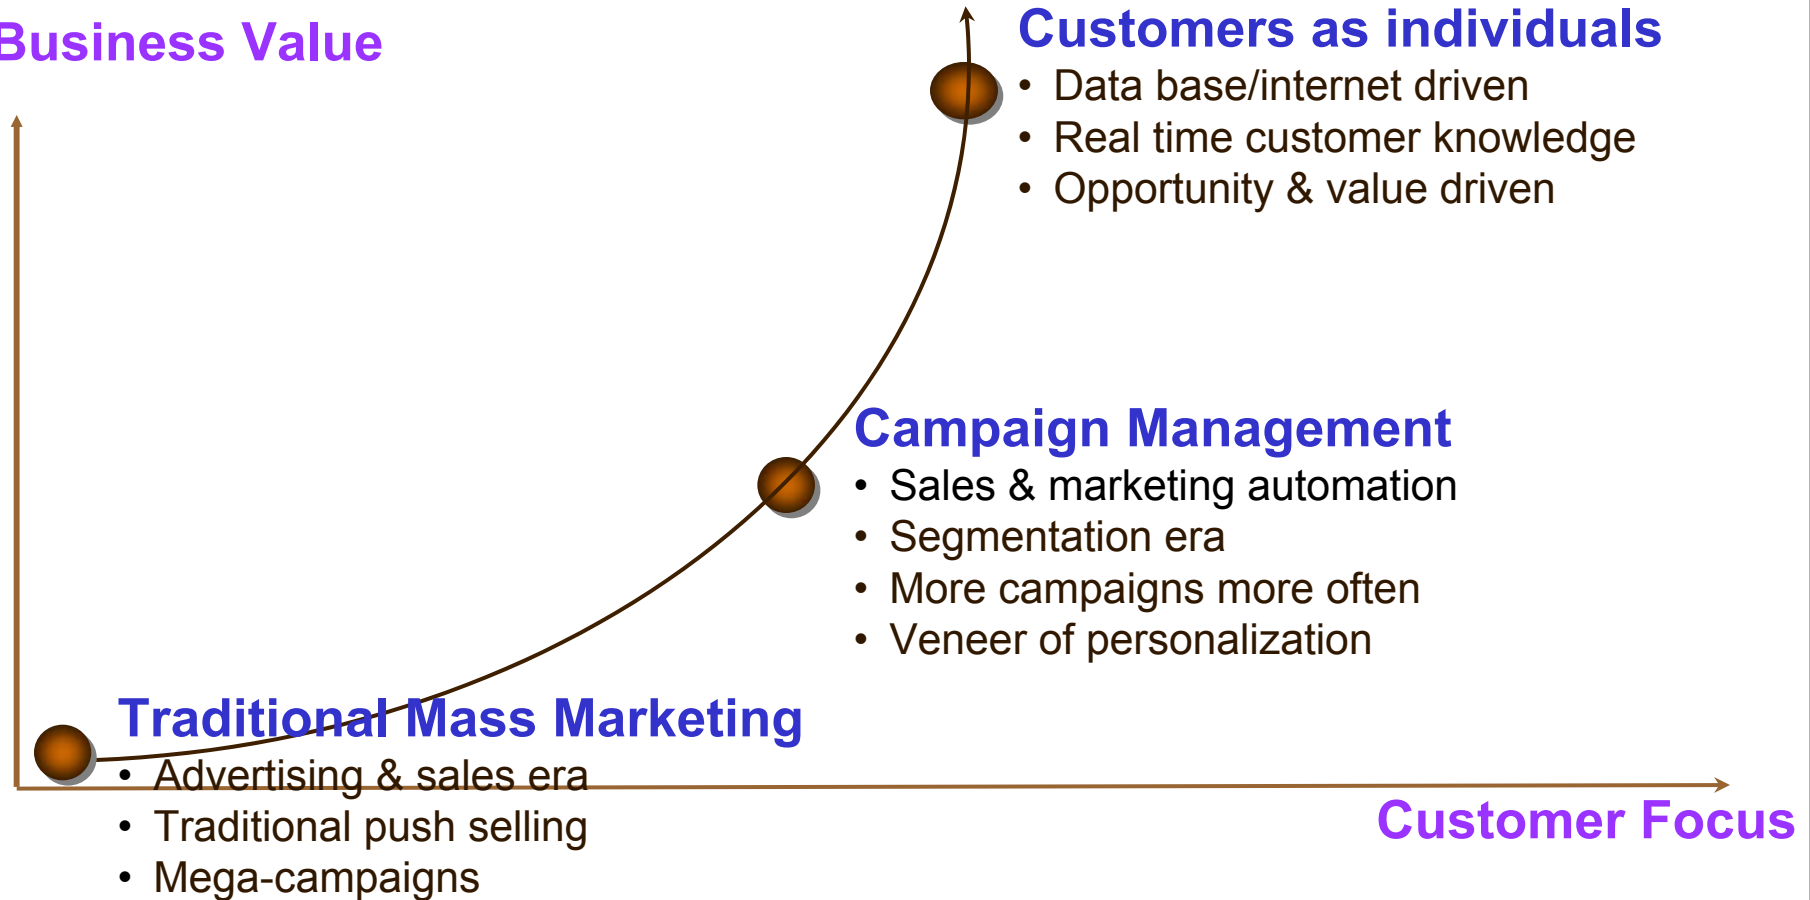 Business Value
Customers as individuals
• Data base/internet driven
• Real time customer knowledge
• Opportunity & value driven
Campaign Management
• Sales & marketing automation
• Segmentation era
• More campaigns more often
• Veneer of personalization
Traditional Mass Marketing
• Advertising & sales era
• Traditional push selling
• Mega-campaigns
Customer Focus